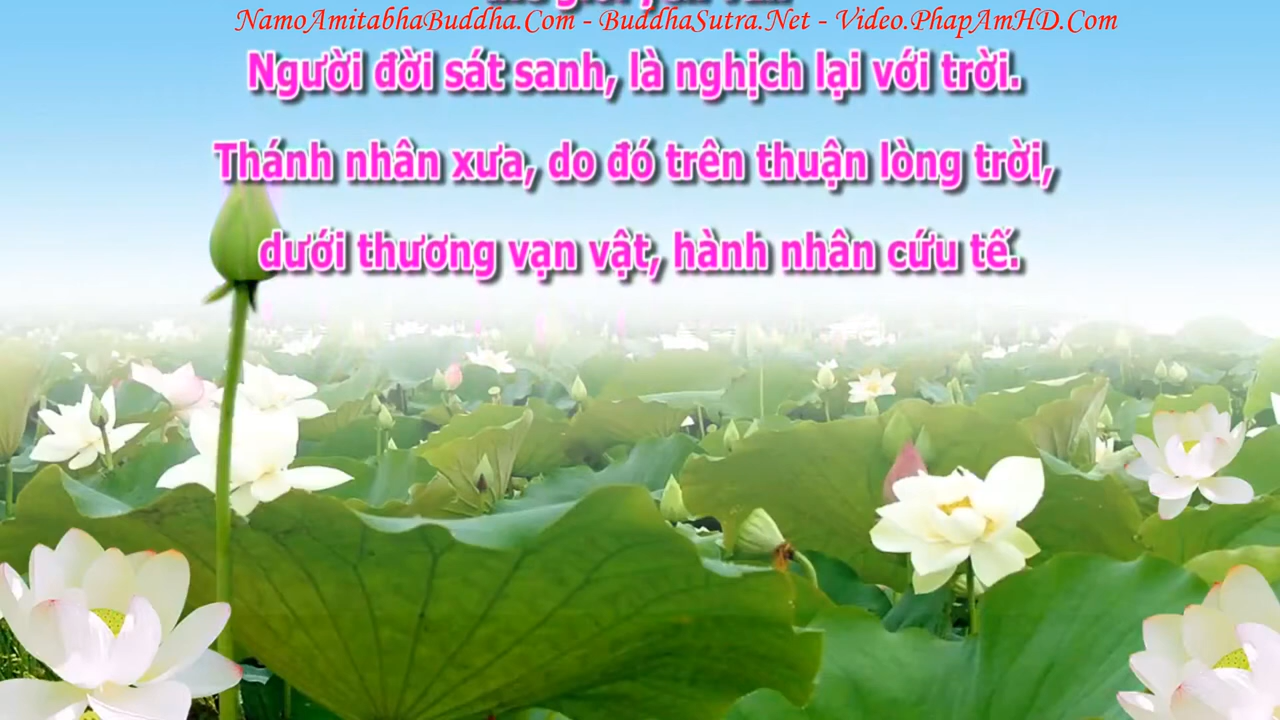 NamoAmitabhaBuddha.Com - BuddhaSutra.Net - Video.PhapAmHD.Com
Người đời sát sanh, là nghịch lại với trời.
Thánh nhân xưa, do đó trên thuận lòng trời,
dưới thương vạn vật, hành nhân cứu tế.